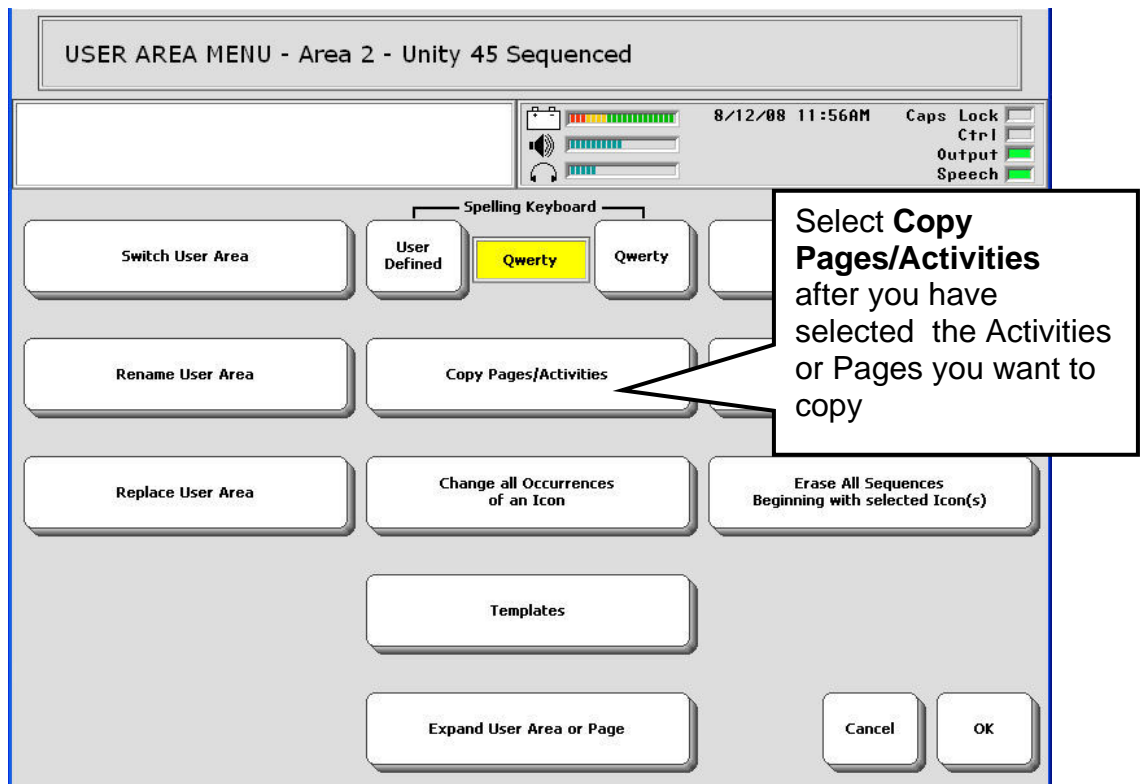 USER AREA MENU - Area 2 - Unity 45 Sequenced
8/12/08 11:56AM
Caps Lock
Ctrl
Output
Speech
Spelling Keyboard
Switch User Area
User
Defined
Qwerty
Qwerty
Select Copy
Pages/Activities
after you have
selected the Activities
or Pages you want to
copy
Rename User Area
Copy Pages/Activities
Replace User Area
Change all Occurrences
of an Icon
Erase All Sequences
Beginning with selected Icon(s)
Templates
Expand User Area or Page
Cancel
OK